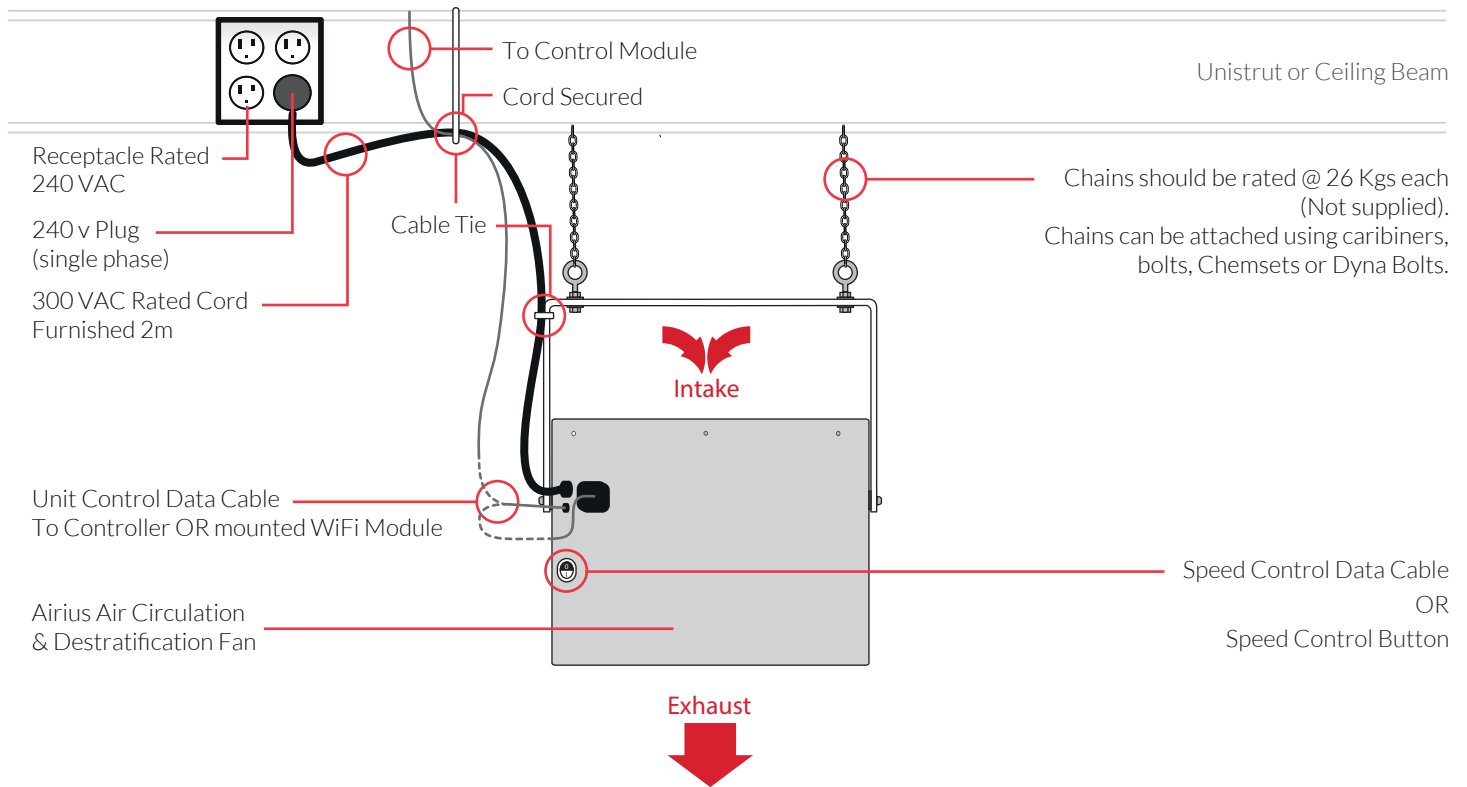 To Control Module
Cord Secured
Unistrut or Ceiling Beam
Receptacle Rated
240 VAC
240 v Plug
(single phase)
300 VAC Rated Cord
Furnished 2m
Cable Tie
Chains should be rated @ 26 Kgs each
(Not supplied).
Chains can be attached using caribiners,
bolts, Chemsets or Dyna Bolts.
Intake
Unit Control Data Cable
To Controller OR mounted WiFi Module
Airius Air Circulation
& Destratification Fan
Speed Control Data Cable
OR
Speed Control Button
Exhaust